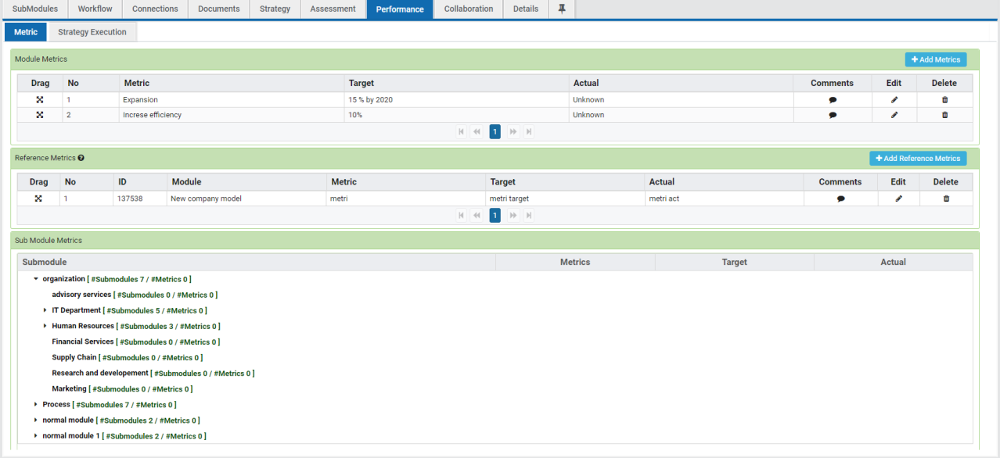 SubModules Workflow Connections Documents Strategy Assessment Performance Collaboration Details
Metric Strategy Execution
Module Metrics Add Metrics
Drag No Metric Target Actual Comments Edit Delete
1 Expansion 15 % by 2020 Unknown
2 Increse efficiency 10% Unknown
1
Reference Metrics Add Reference Metrics
Drag No ID Module Metric Target Actual Comments Edit Delete
1 137538 New company model metri metri target metri act
1
Sub Module Metrics
Submodule Metrics Target Actual
organization [ #Submodules 7 / #Metrics 0 ]
advisory services [ #Submodules 0 / #Metrics 0 ]
IT Department [ #Submodules 5 / #Metrics 0 ]
Human Resources [ #Submodules 3 / #Metrics 0 ]
Financial Services [ #Submodules 0 / #Metrics 0 ]
Supply Chain [ #Submodules 0 / #Metrics 0 ]
Research and developement [ #Submodules 0 / #Metrics 0 ]
Marketing [ #Submodules 0 / #Metrics 0 ]
Process [ #Submodules 7 / #Metrics 0 ]
normal module [ #Submodules 2 / #Metrics 0 ]
normal module 1 [ #Submodules 2 / #Metrics 0 ]